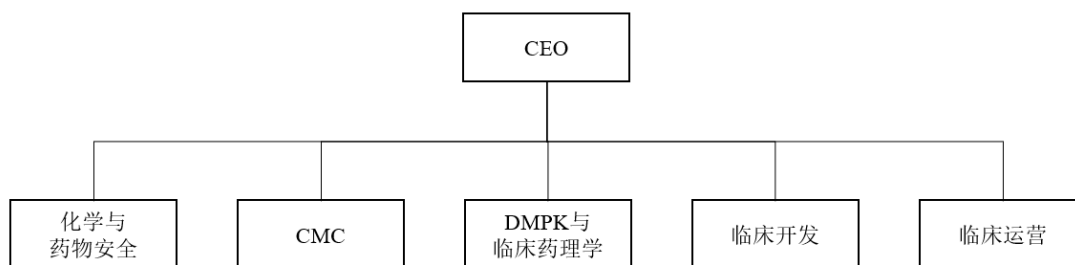 CEO
化学与
药物安全
CMC
DMPK与
临床药理学
临床开发
临床运营